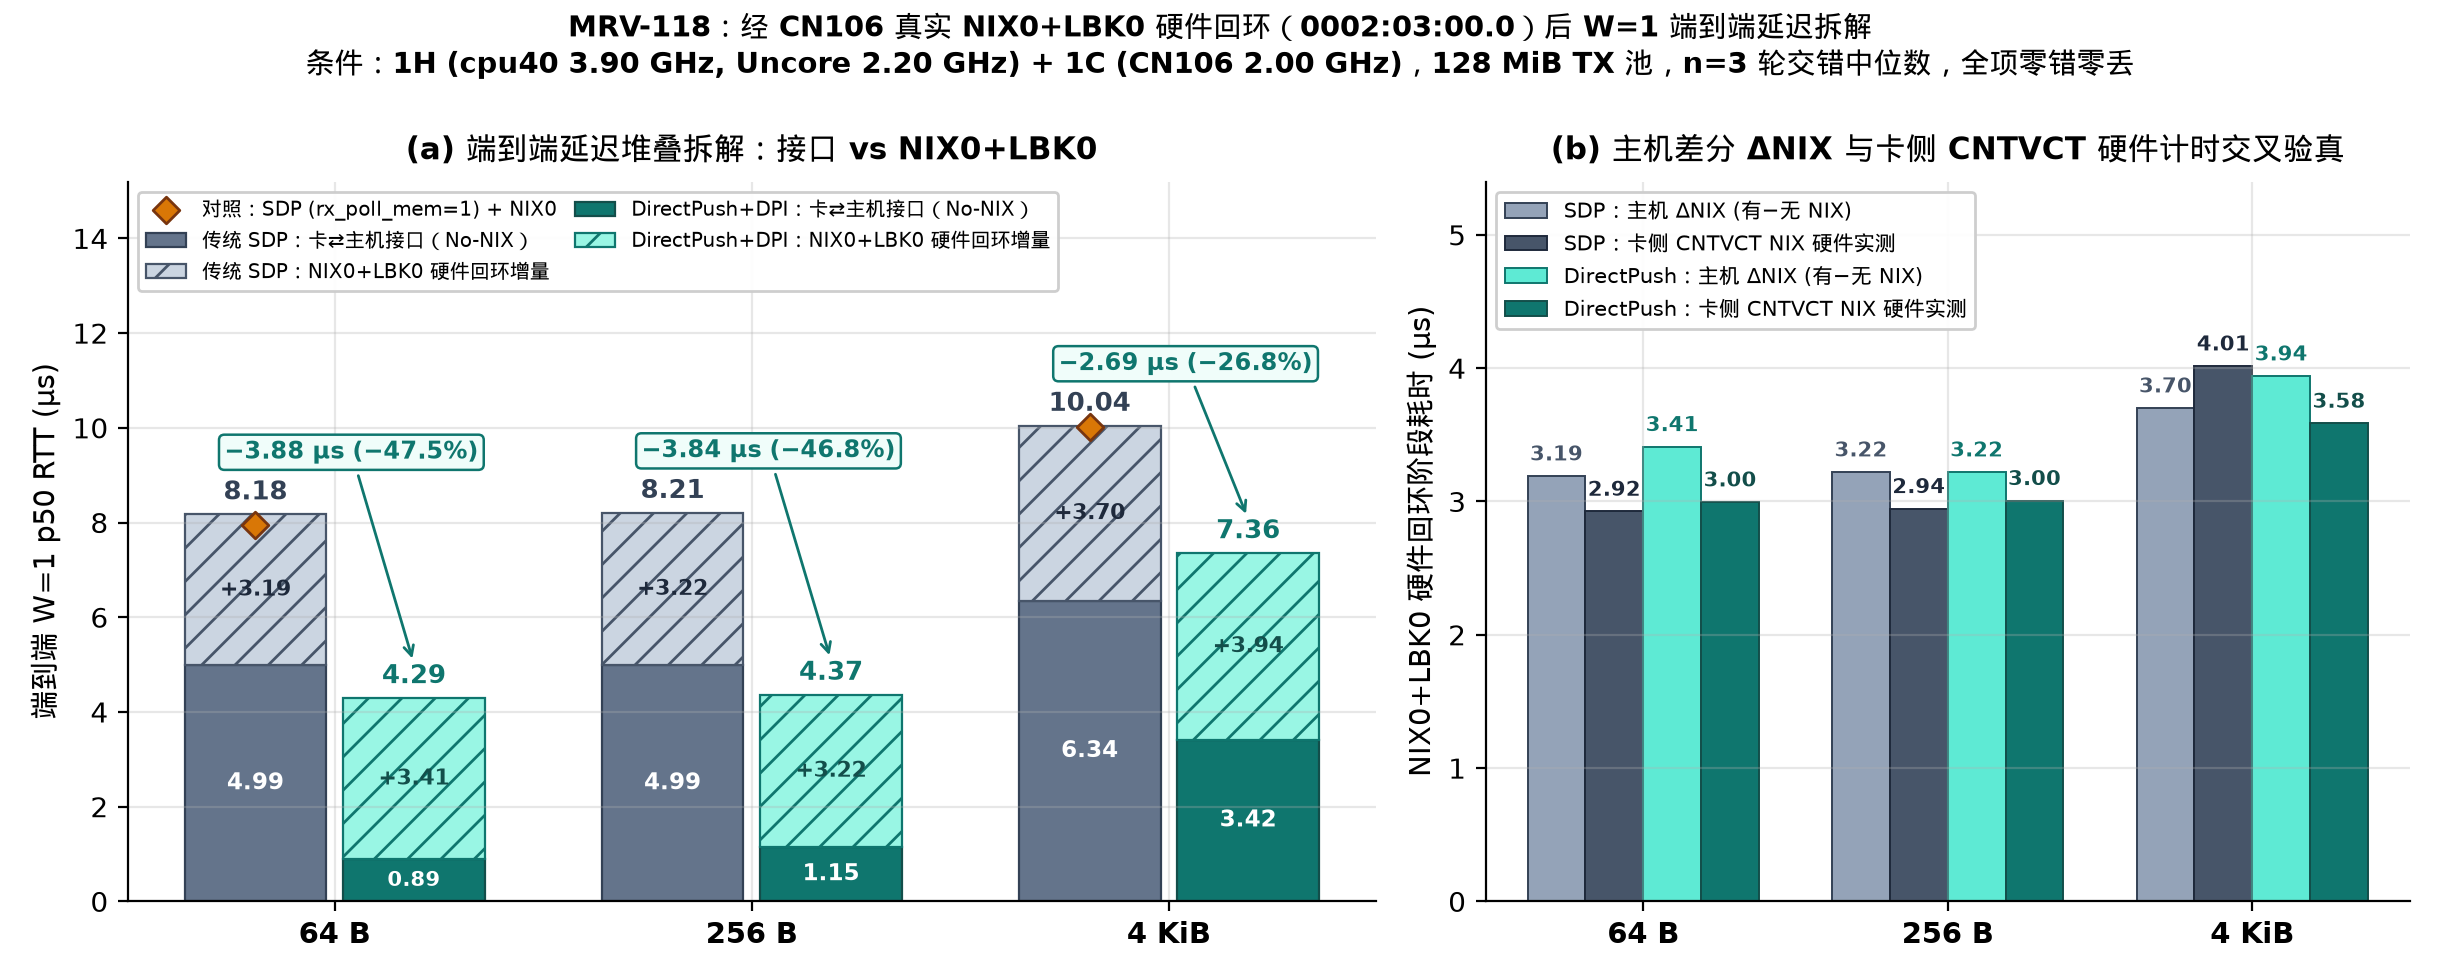 MRV-118：经 CN106 真实 NIX0+LBK0 硬件回环（0002:03:00.0）后 W=1 端到端延迟拆解
条件：1H (cpu40 3.90 GHz, Uncore 2.20 GHz) + 1C (CN106 2.00 GHz)，128 MiB TX 池，n=3 轮交错中位数，全项零错零丢
(a) 端到端延迟堆叠拆解：接口 vs NIX0+LBK0
对照：SDP (rx_poll_mem=1) + NIX0
传统 SDP：卡⇄主机接口（No-NIX）
传统 SDP：NIX0+LBK0 硬件回环增量
DirectPush+DPI：卡⇄主机接口（No-NIX）
DirectPush+DPI：NIX0+LBK0 硬件回环增量
端到端 W=1 p50 RTT (µs)
14
12
10
8
6
4
2
0
−3.88 µs (−47.5%)
−3.84 µs (−46.8%)
−2.69 µs (−26.8%)
8.18
+3.19
4.99
4.29
+3.41
0.89
8.21
+3.22
4.99
4.37
+3.22
1.15
10.04
+3.70
6.34
7.36
+3.94
3.42
64 B
256 B
4 KiB
(b) 主机差分 ΔNIX 与卡侧 CNTVCT 硬件计时交叉验真
SDP：主机 ΔNIX (有−无 NIX)
SDP：卡侧 CNTVCT NIX 硬件实测
DirectPush：主机 ΔNIX (有−无 NIX)
DirectPush：卡侧 CNTVCT NIX 硬件实测
NIX0+LBK0 硬件回环阶段耗时 (µs)
5
4
3
2
1
0
3.19
2.92
3.41
3.00
3.22
2.94
3.22
3.00
3.70
4.01
3.94
3.58
64 B
256 B
4 KiB